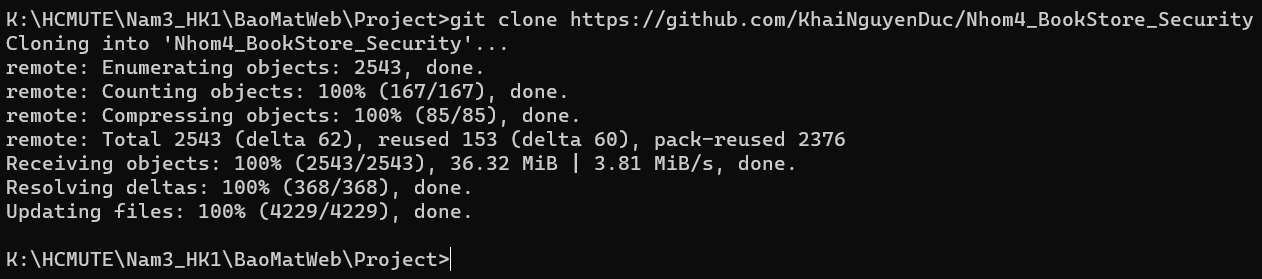 K:\HCMUTE\Nam3_HK1\BaoMatWeb\Project>git clone https://github.com/KhaiNguyenDuc/Nhom4_BookStore_Security
Cloning into 'Nhom4_BookStore_Security'...
remote: Enumerating objects: 2543, done.
remote: Counting objects: 100% (167/167), done.
remote: Compressing objects: 100% (85/85), done.
remote: Total 2543 (delta 62), reused 153 (delta 60), pack-reused 2376
Receiving objects: 100% (2543/2543), 36.32 MiB | 3.81 MiB/s, done.
Resolving deltas: 100% (368/368), done.
Updating files: 100% (4229/4229), done.
K:\HCMUTE\Nam3_HK1\BaoMatWeb\Project>